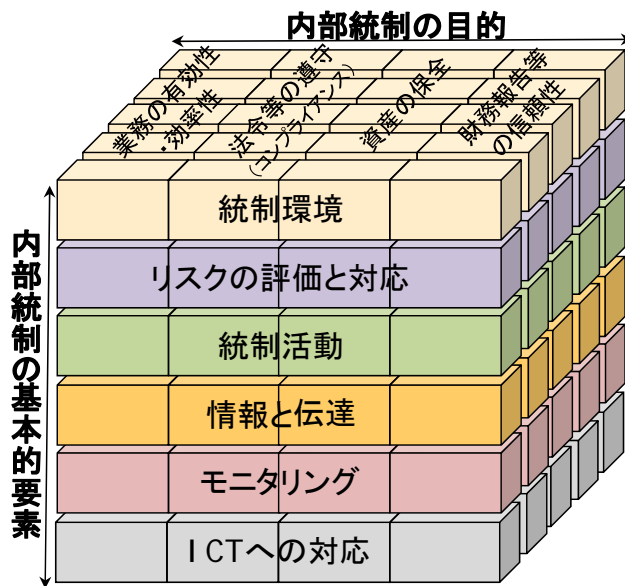 内部統制の目的
業務の有効性
・効率性
法令等の遵守
（コンプライアンス）
資産の保全
財務報告等
の信頼性
内部統制の基本的要素
統制環境
リスクの評価と対応
統制活動
情報と伝達
モニタリング
ICTへの対応